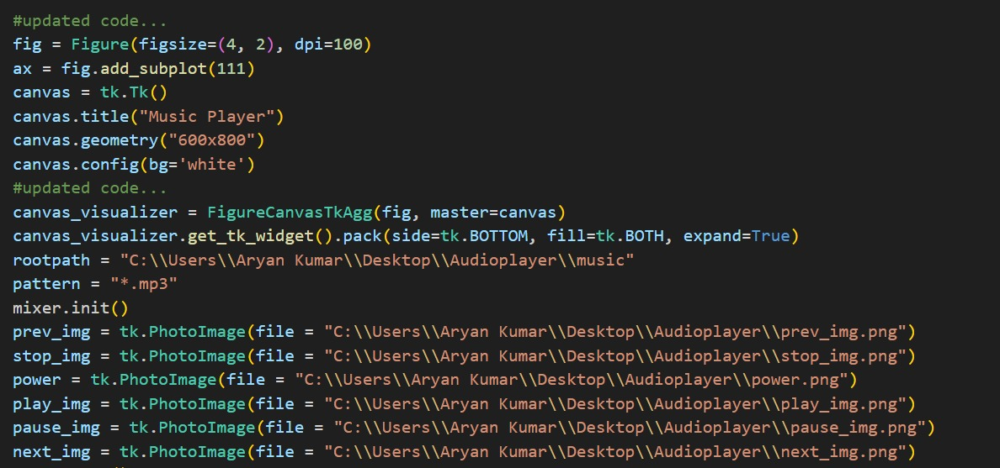 #updated code...
fig = Figure(figsize=(4, 2), dpi=100)
ax = fig.add_subplot(111)
canvas = tk.Tk()
canvas.title("Music Player")
canvas.geometry("600x800")
canvas.config(bg='white')
#updated code...
canvas_visualizer = FigureCanvasTkAgg(fig, master=canvas)
canvas_visualizer.get_tk_widget().pack(side=tk.BOTTOM, fill=tk.BOTH, expand=True)
rootpath = "C:\\Users\\Aryan Kumar\\Desktop\\Audioplayer\\music"
pattern = "*.mp3"
mixer.init()
prev_img = tk.PhotoImage(file = "C:\\Users\\Aryan Kumar\\Desktop\\Audioplayer\\prev_img.png")
stop_img = tk.PhotoImage(file = "C:\\Users\\Aryan Kumar\\Desktop\\Audioplayer\\stop_img.png")
power = tk.PhotoImage(file = "C:\\Users\\Aryan Kumar\\Desktop\\Audioplayer\\power.png")
play_img = tk.PhotoImage(file = "C:\\Users\\Aryan Kumar\\Desktop\\Audioplayer\\play_img.png")
pause_img = tk.PhotoImage(file = "C:\\Users\\Aryan Kumar\\Desktop\\Audioplayer\\pause_img.png")
next_img = tk.PhotoImage(file = "C:\\Users\\Aryan Kumar\\Desktop\\Audioplayer\\next_img.png")